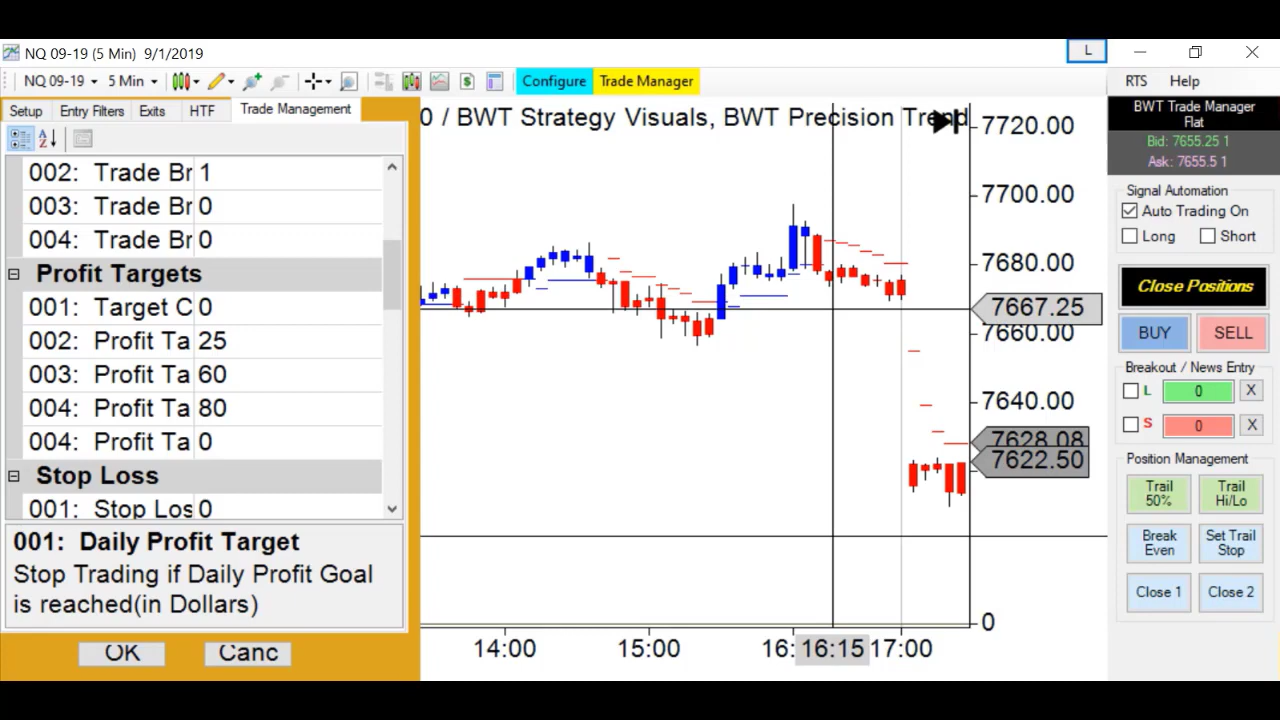 NQ 09-19 (5 Min) 9/1/2019
L
NQ 09-19 5 Min Configure Trade Manager
RTS Help
Setup Entry Filters Exits HTF Trade Management
0 / BWT Strategy Visuals, BWT Precision Trend
002: Trade Br 1
003: Trade Br 0
004: Trade Br 0
Profit Targets
001: Target C 0
002: Profit Ta 25
003: Profit Ta 60
004: Profit Ta 80
004: Profit Ta 0
Stop Loss
001: Stop Los 0
001: Daily Profit Target
Stop Trading if Daily Profit Goal
is reached(in Dollars)
OK Canc
7720.00
7700.00
7680.00
7667.25
7660.00
7640.00
7628.08
7622.50
0
14:00 15:00 16: 16:15 17:00
BWT Trade Manager
Flat
Bid: 7655.25 1
Ask: 7655.5 1
Signal Automation
Auto Trading On
Long Short
Close Positions
BUY SELL
Breakout / News Entry
L 0 X
S 0 X
Position Management
Trail 50% Trail Hi/Lo
Break Even Set Trail Stop
Close 1 Close 2